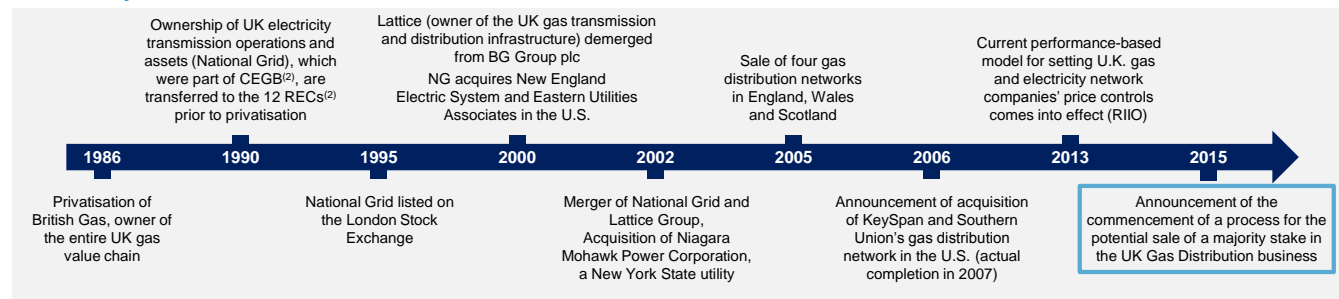 Ownership of UK electricity
transmission operations and
assets (National Grid), which
were part of CEGB(2), are
transferred to the 12 RECs(2)
prior to privatisation
Lattice (owner of the UK gas transmission
and distribution infrastructure) demerged
from BG Group plc
NG acquires New England
Electric System and Eastern Utilities
Associates in the U.S.
Sale of four gas
distribution networks
in England, Wales
and Scotland
Current performance-based
model for setting U.K. gas
and electricity network
companies' price controls
comes into effect (RIIO)
1986 1990 1995 2000 2002 2005 2006 2013 2015
Privatisation of
British Gas, owner of
the entire UK gas
value chain
National Grid listed on
the London Stock
Exchange
Merger of National Grid and
Lattice Group,
Acquisition of Niagara
Mohawk Power Corporation,
a New York State utility
Announcement of acquisition
of KeySpan and Southern
Union's gas distribution
network in the U.S. (actual
completion in 2007)
Announcement of the
commencement of a process for the
potential sale of a majority stake in
the UK Gas Distribution business